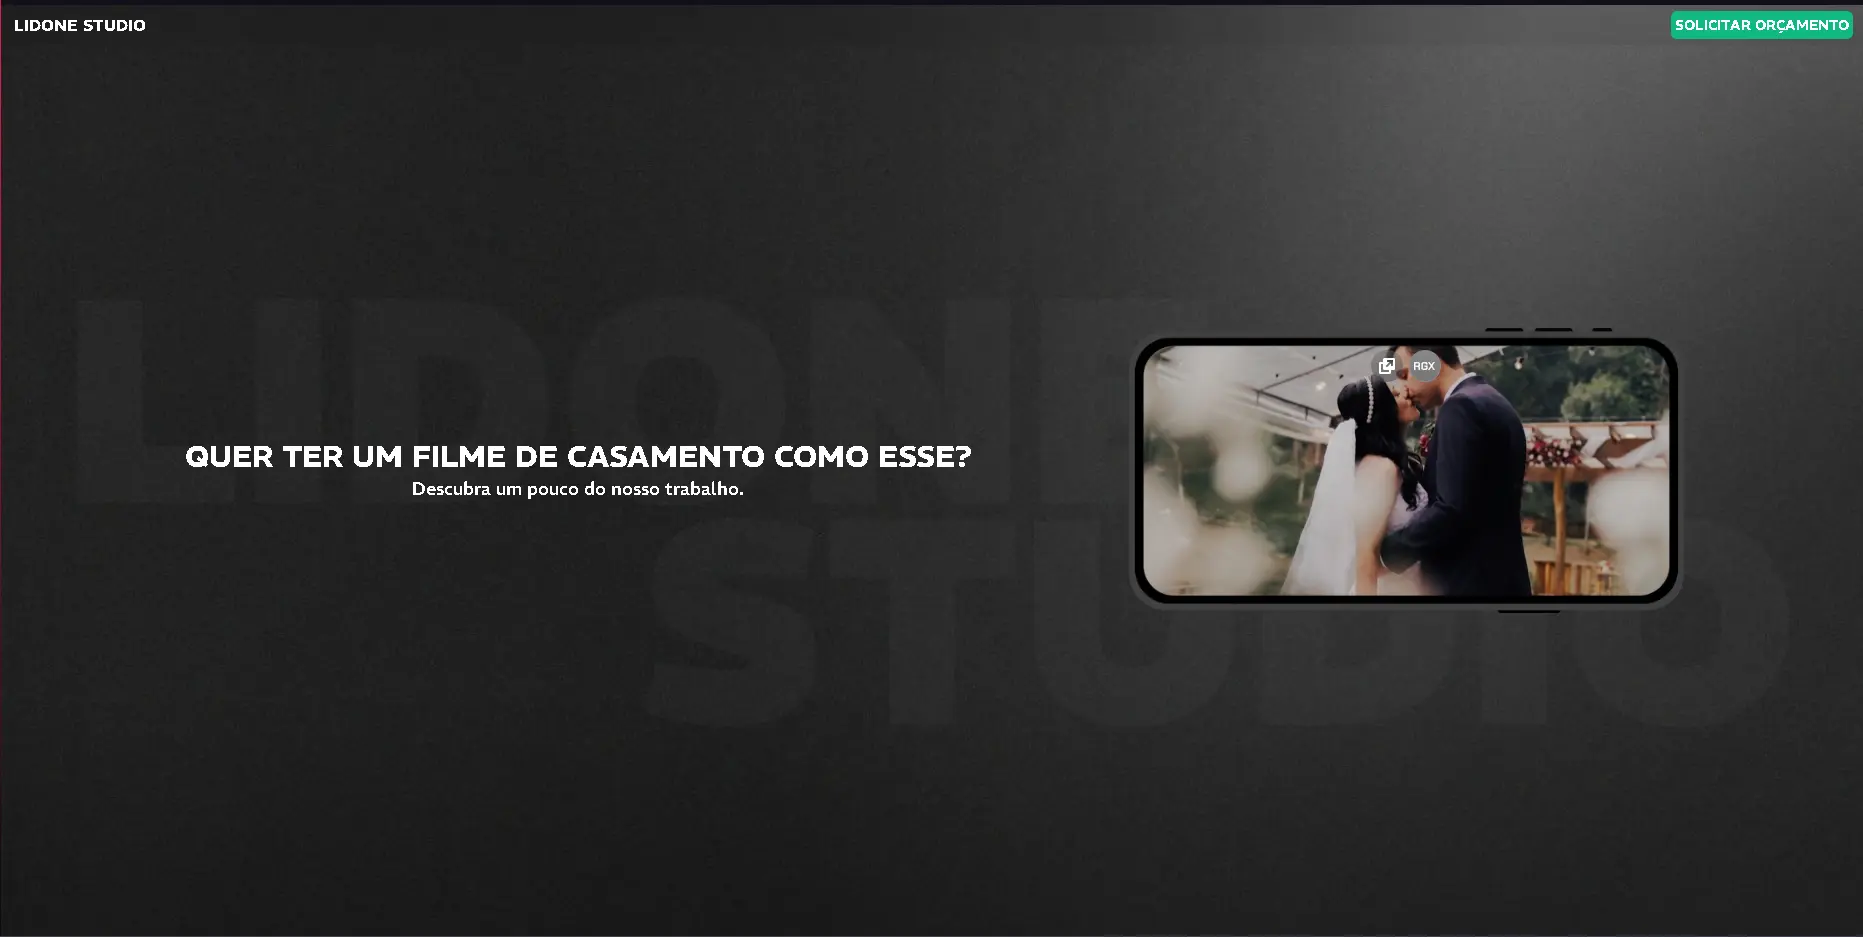 LIDONE STUDIO
SOLICITAR ORÇAMENTO
LIDONE
STUDIO
QUER TER UM FILME DE CASAMENTO COMO ESSE?
Descubra um pouco do nosso trabalho.
RGX